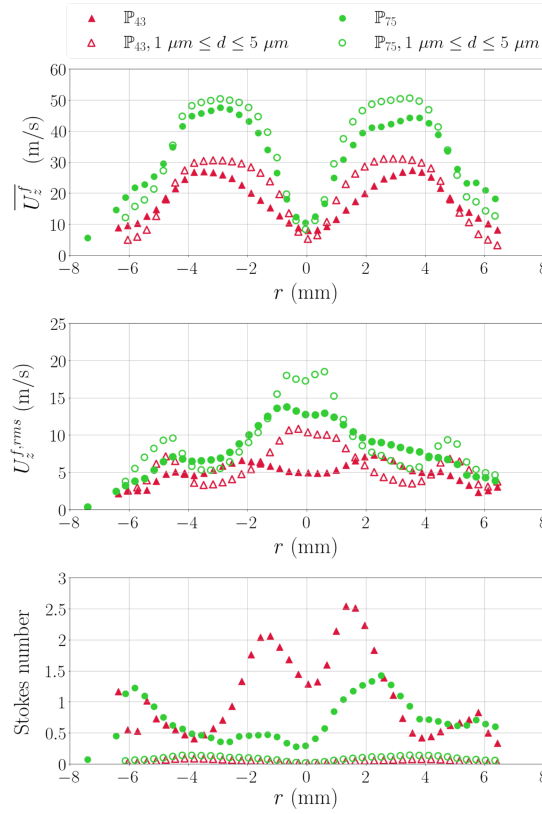 ℙ₄₃ ℙ₇₅
ℙ₄₃, 1 μm ≤ d ≤ 5 μm ℙ₇₅, 1 μm ≤ d ≤ 5 μm
60
50
40
30
20
10
0
$\overline{U_z^f}$ (m/s)
−8 −6 −4 −2 0 2 4 6 8
r (mm)
25
20
15
10
5
0
$U_z^{f,rms}$ (m/s)
−8 −6 −4 −2 0 2 4 6 8
r (mm)
3
2.5
2
1.5
1
0.5
0
Stokes number
−8 −6 −4 −2 0 2 4 6 8
r (mm)